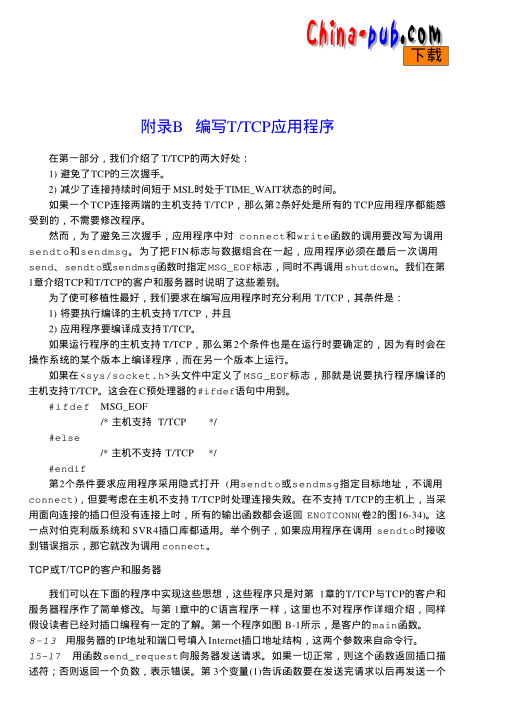 China-pub.com
下载
附录B 编写T/TCP应用程序
在第一部分，我们介绍了T/TCP的两大好处：
1) 避免了TCP的三次握手。
2) 减少了连接持续时间短于MSL时处于TIME_WAIT状态的时间。
如果一个TCP连接两端的主机支持T/TCP，那么第2条好处是所有的TCP应用程序都能感
受到的，不需要修改程序。
然而，为了避免三次握手，应用程序中对connect和write函数的调用要改写为调用
sendto和sendmsg。为了把FIN标志与数据组合在一起，应用程序必须在最后一次调用
send、sendto或sendmsg函数时指定MSG_EOF标志，同时不再调用shutdown。我们在第
1章介绍TCP和T/TCP的客户和服务器时说明了这些差别。
为了使可移植性最好，我们要求在编写应用程序时充分利用T/TCP，其条件是：
1) 将要执行编译的主机支持T/TCP，并且
2) 应用程序要编译成支持T/TCP。
如果运行程序的主机支持T/TCP，那么第2个条件也是在运行时要确定的，因为有时会在
操作系统的某个版本上编译程序，而在另一个版本上运行。
如果在<sys/socket.h>头文件中定义了MSG_EOF标志，那就是说要执行程序编译的
主机支持T/TCP。这会在C预处理器的#ifdef语句中用到。
#ifdef MSG_EOF
/* 主机支持 T/TCP */
#else
/* 主机不支持 T/TCP */
#endif
第2个条件要求应用程序采用隐式打开 (用sendto或sendmsg指定目标地址，不调用
connect)，但要考虑在主机不支持T/TCP时处理连接失败。在不支持T/TCP的主机上，当采
用面向连接的插口但没有连接上时，所有的输出函数都会返回ENOTCONN(卷2的图16-34)。这
一点对伯克利版系统和SVR4插口库都适用。举个例子，如果应用程序在调用sendto时接收
到错误指示，那它就改为调用connect。
TCP或T/TCP的客户和服务器
我们可以在下面的程序中实现这些思想，这些程序只是对第1章的T/TCP与TCP的客户和
服务器程序作了简单修改。与第1章中的C语言程序一样，这里也不对程序作详细介绍，同样
假设读者已经对插口编程有一定的了解。第一个程序如图B-1所示，是客户的main函数。
8-13 用服务器的IP地址和端口号填入Internet插口地址结构，这两个参数来自命令行。
15-17 用函数send_request向服务器发送请求。如果一切正常，则这个函数返回插口描
述符；否则返回一个负数，表示错误。第3个变量(1)告诉函数要在发送完请求以后再发送一个